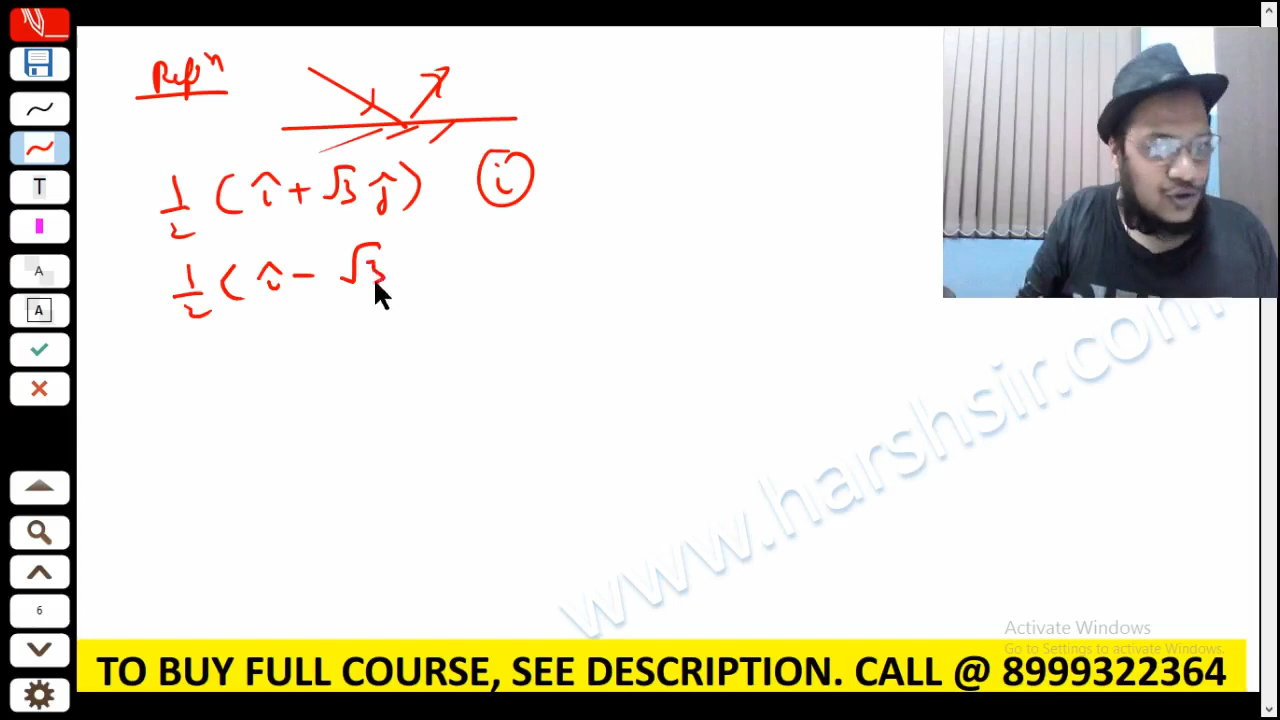 Refⁿ
1/2 ( î + √3 ĵ ) i
1/2 ( î - √3
www.harshsir.com
Activate Windows
Go to Settings to activate Windows.
T
A
A
6
TO BUY FULL COURSE, SEE DESCRIPTION. CALL @ 8999322364